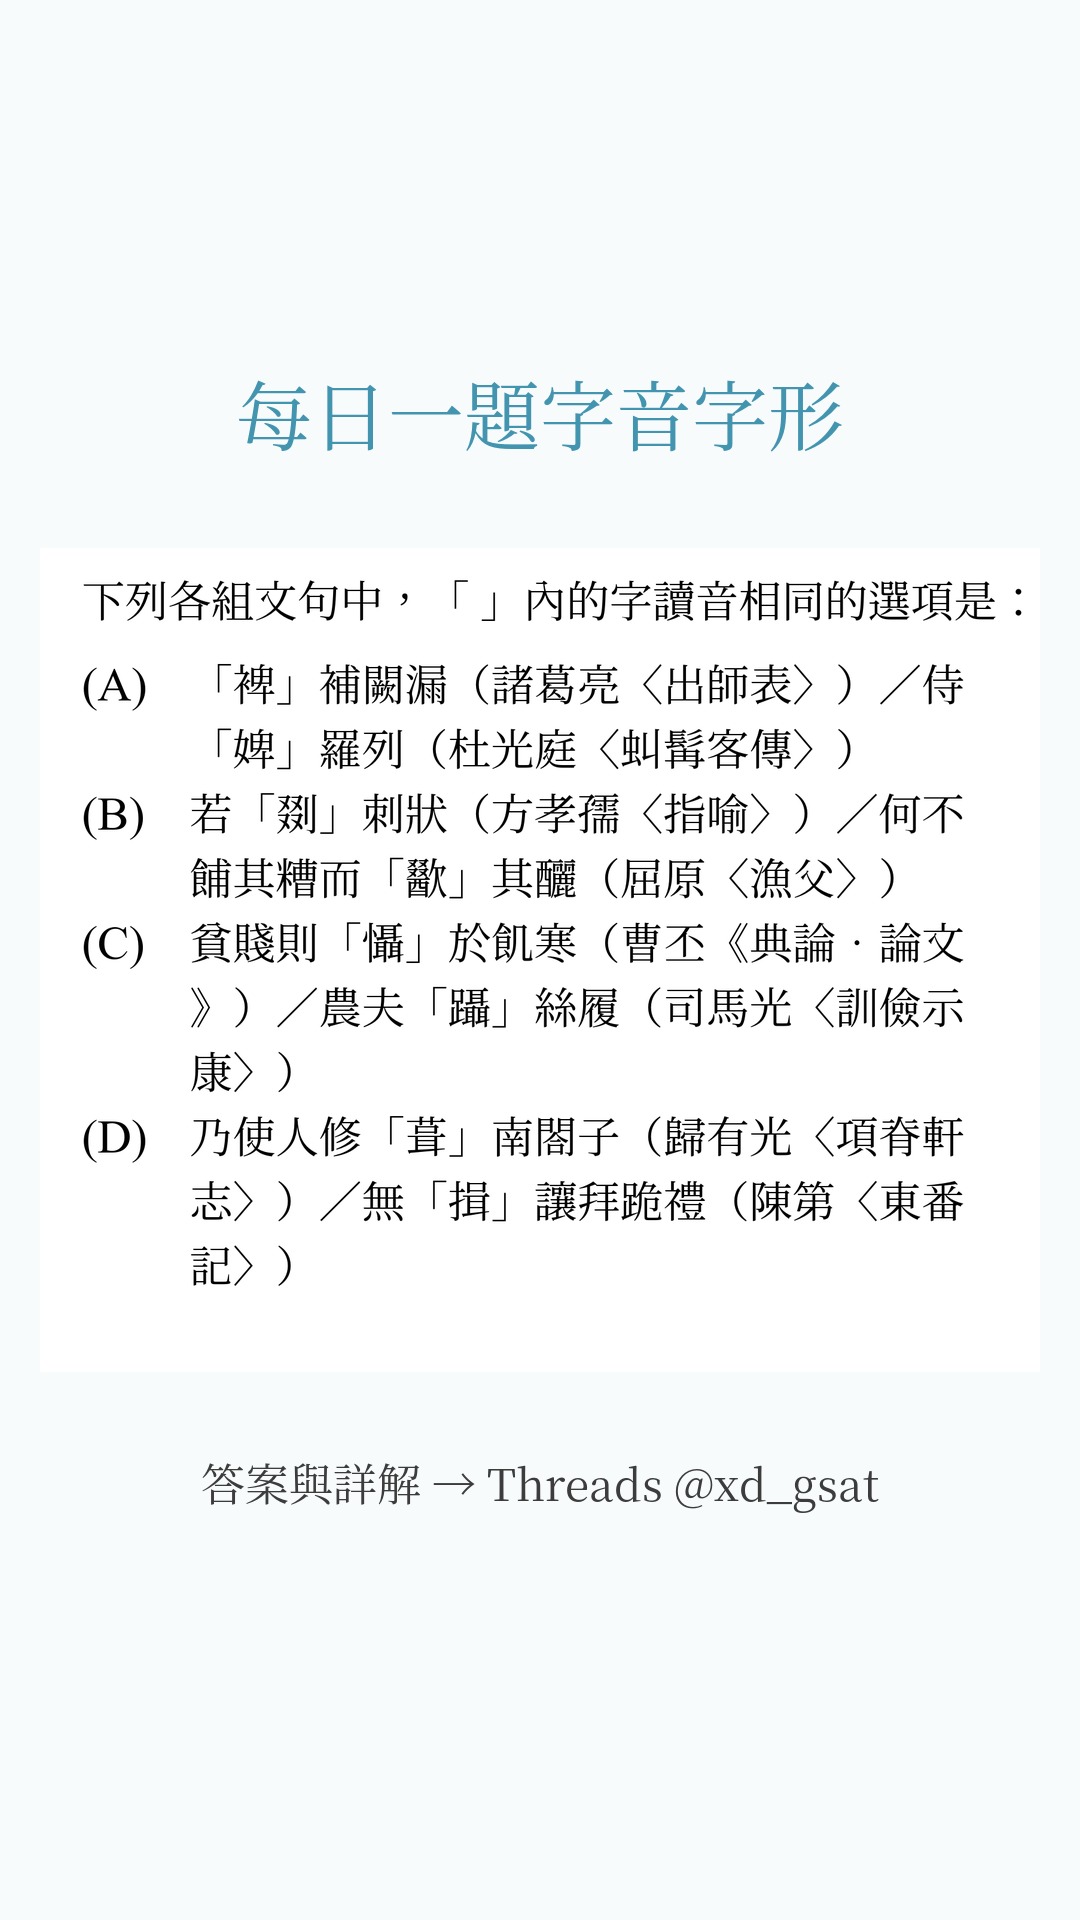 每日一題字音字形
下列各組文句中，「 」內的字讀音相同的選項是：
(A) 「裨」補闕漏（諸葛亮〈出師表〉）／侍
「婢」羅列（杜光庭〈虬髯客傳〉）
(B) 若「剟」刺狀（方孝孺〈指喻〉）／何不
餔其糟而「歠」其釃（屈原〈漁父〉）
(C) 貧賤則「懾」於飢寒（曹丕《典論．論文
》）／農夫「躡」絲履（司馬光〈訓儉示
康〉）
(D) 乃使人修「葺」南閤子（歸有光〈項脊軒
志〉）／無「揖」讓拜跪禮（陳第〈東番
記〉）
答案與詳解 → Threads @xd_gsat